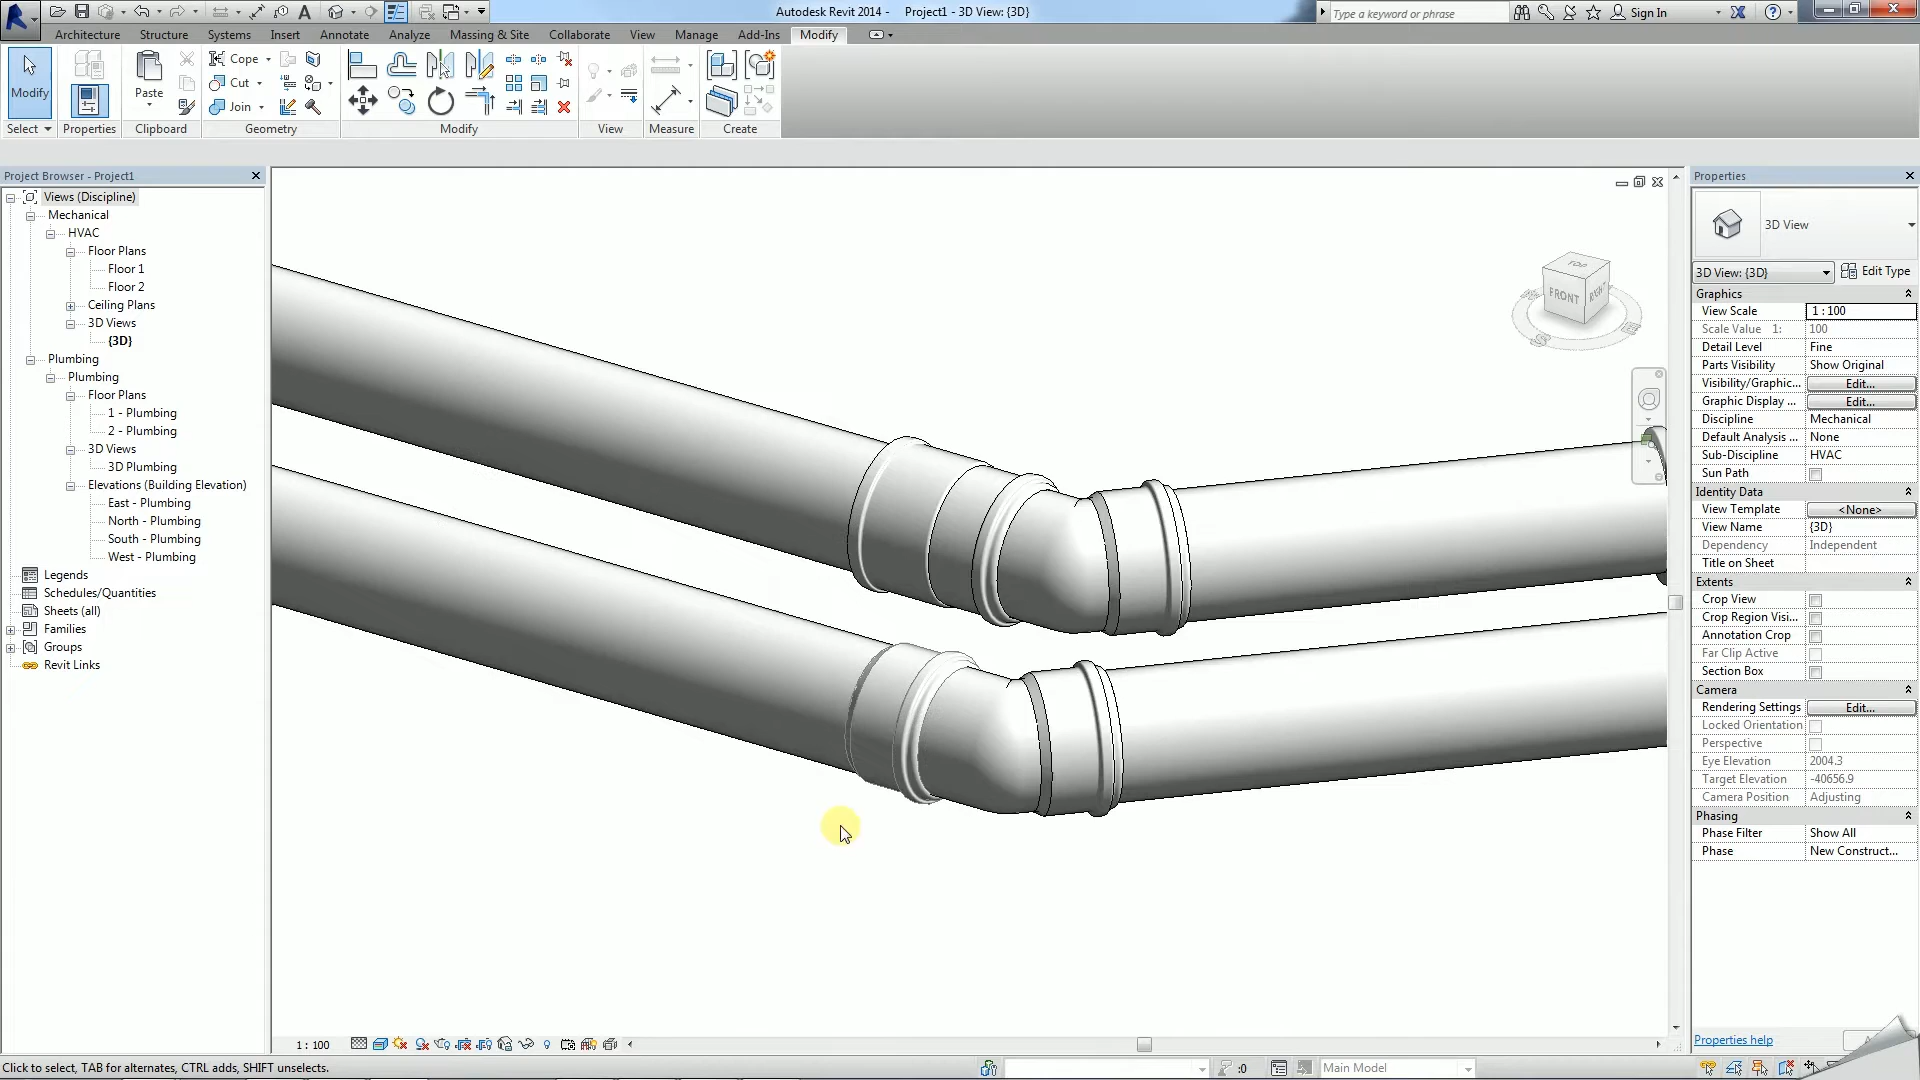 Autodesk Revit 2014 - Project1 - 3D View: {3D}
Type a keyword or phrase
Sign In
Architecture Structure Systems Insert Annotate Analyze Massing & Site Collaborate View Manage Add-Ins Modify
Modify
Select
Properties
Paste
Clipboard
Cope
Cut
Join
Geometry
Modify
View
Measure
Create
Project Browser - Project1
Views (Discipline)
Mechanical
HVAC
Floor Plans
Floor 1
Floor 2
Ceiling Plans
3D Views
{3D}
Plumbing
Plumbing
Floor Plans
1 - Plumbing
2 - Plumbing
3D Views
3D Plumbing
Elevations (Building Elevation)
East - Plumbing
North - Plumbing
South - Plumbing
West - Plumbing
Legends
Schedules/Quantities
Sheets (all)
Families
Groups
Revit Links
TOP
FRONT
RIGHT
S
E
Properties
3D View
3D View: {3D}
Edit Type
Graphics
View Scale 1 : 100
Scale Value 1: 100
Detail Level Fine
Parts Visibility Show Original
Visibility/Graphic... Edit...
Graphic Display ... Edit...
Discipline Mechanical
Default Analysis ... None
Sub-Discipline HVAC
Sun Path
Identity Data
View Template <None>
View Name {3D}
Dependency Independent
Title on Sheet
Extents
Crop View
Crop Region Visi...
Annotation Crop
Far Clip Active
Section Box
Camera
Rendering Settings Edit...
Locked Orientation
Perspective
Eye Elevation 2004.3
Target Elevation -40656.9
Camera Position Adjusting
Phasing
Phase Filter Show All
Phase New Construct...
Properties help
1 : 100
Click to select, TAB for alternates, CTRL adds, SHIFT unselects.
:0
Main Model